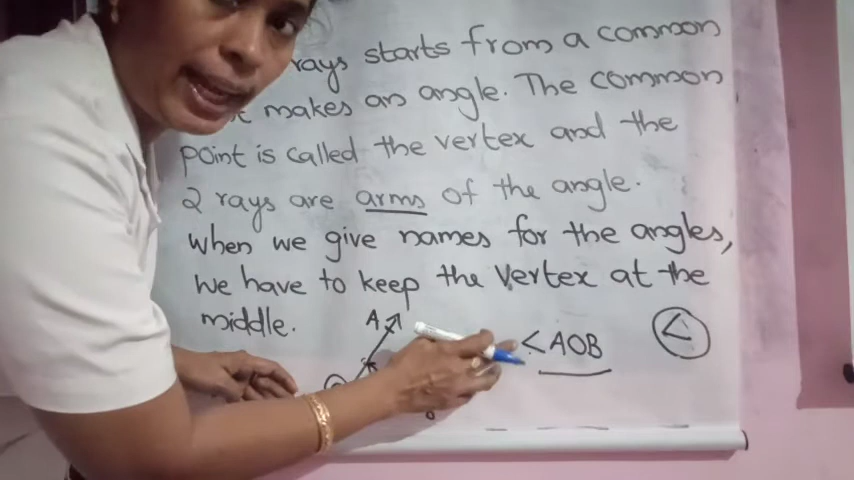 rays starts from a common
makes an angle. The common
point is called the vertex and the
2 rays are arms of the angle.
when we give names for the angles,
we have to keep the vertex at the
middle.
A
<AOB
<